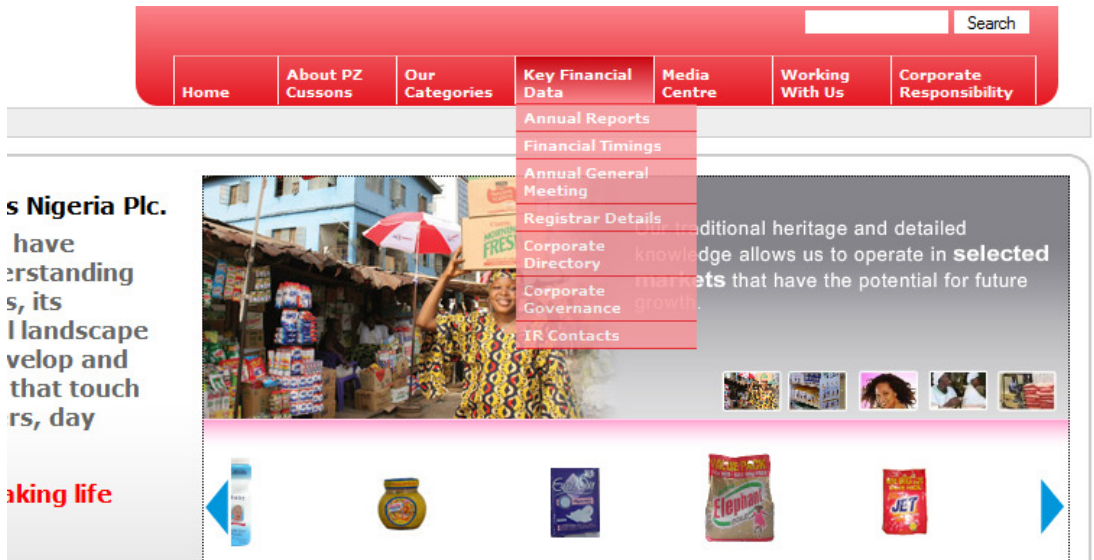 Search
Home
About PZ
Cussons
Our
Categories
Key Financial
Data
Media
Centre
Working
With Us
Corporate
Responsibility
Annual Reports
Financial Timings
Annual General
Meeting
Registrar Details
Corporate
Directory
Corporate
Governance
IR Contacts
s Nigeria Plc.
have
erstanding
s, its
l landscape
velop and
that touch
rs, day
aking life
Our traditional heritage and detailed
knowledge allows us to operate in selected
markets that have the potential for future
growth.
MORNING
FRESH
Elephant
JET